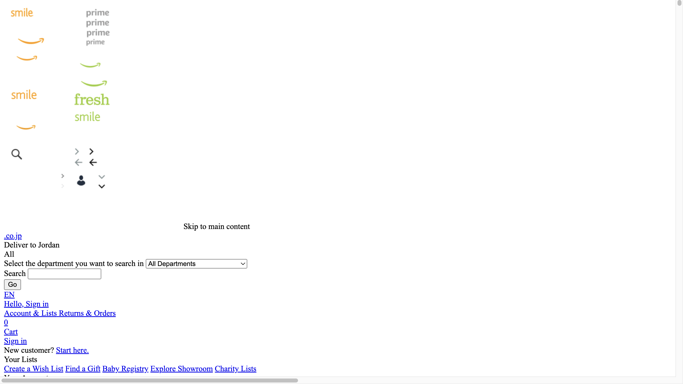 smile
prime
prime
prime
prime
smile
fresh
smile
Skip to main content
.co.jp
Deliver to Jordan
All
Select the department you want to search in All Departments
Search
Go
EN
Hello, Sign in
Account & Lists Returns & Orders
0
Cart
Sign in
New customer? Start here.
Your Lists
Create a Wish List Find a Gift Baby Registry Explore Showroom Charity Lists